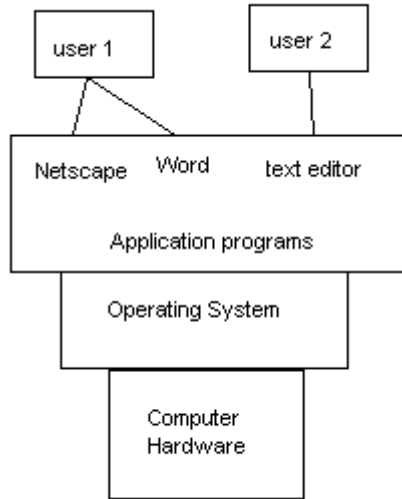 user 1
user 2
Netscape
Word
text editor
Application programs
Operating System
Computer
Hardware